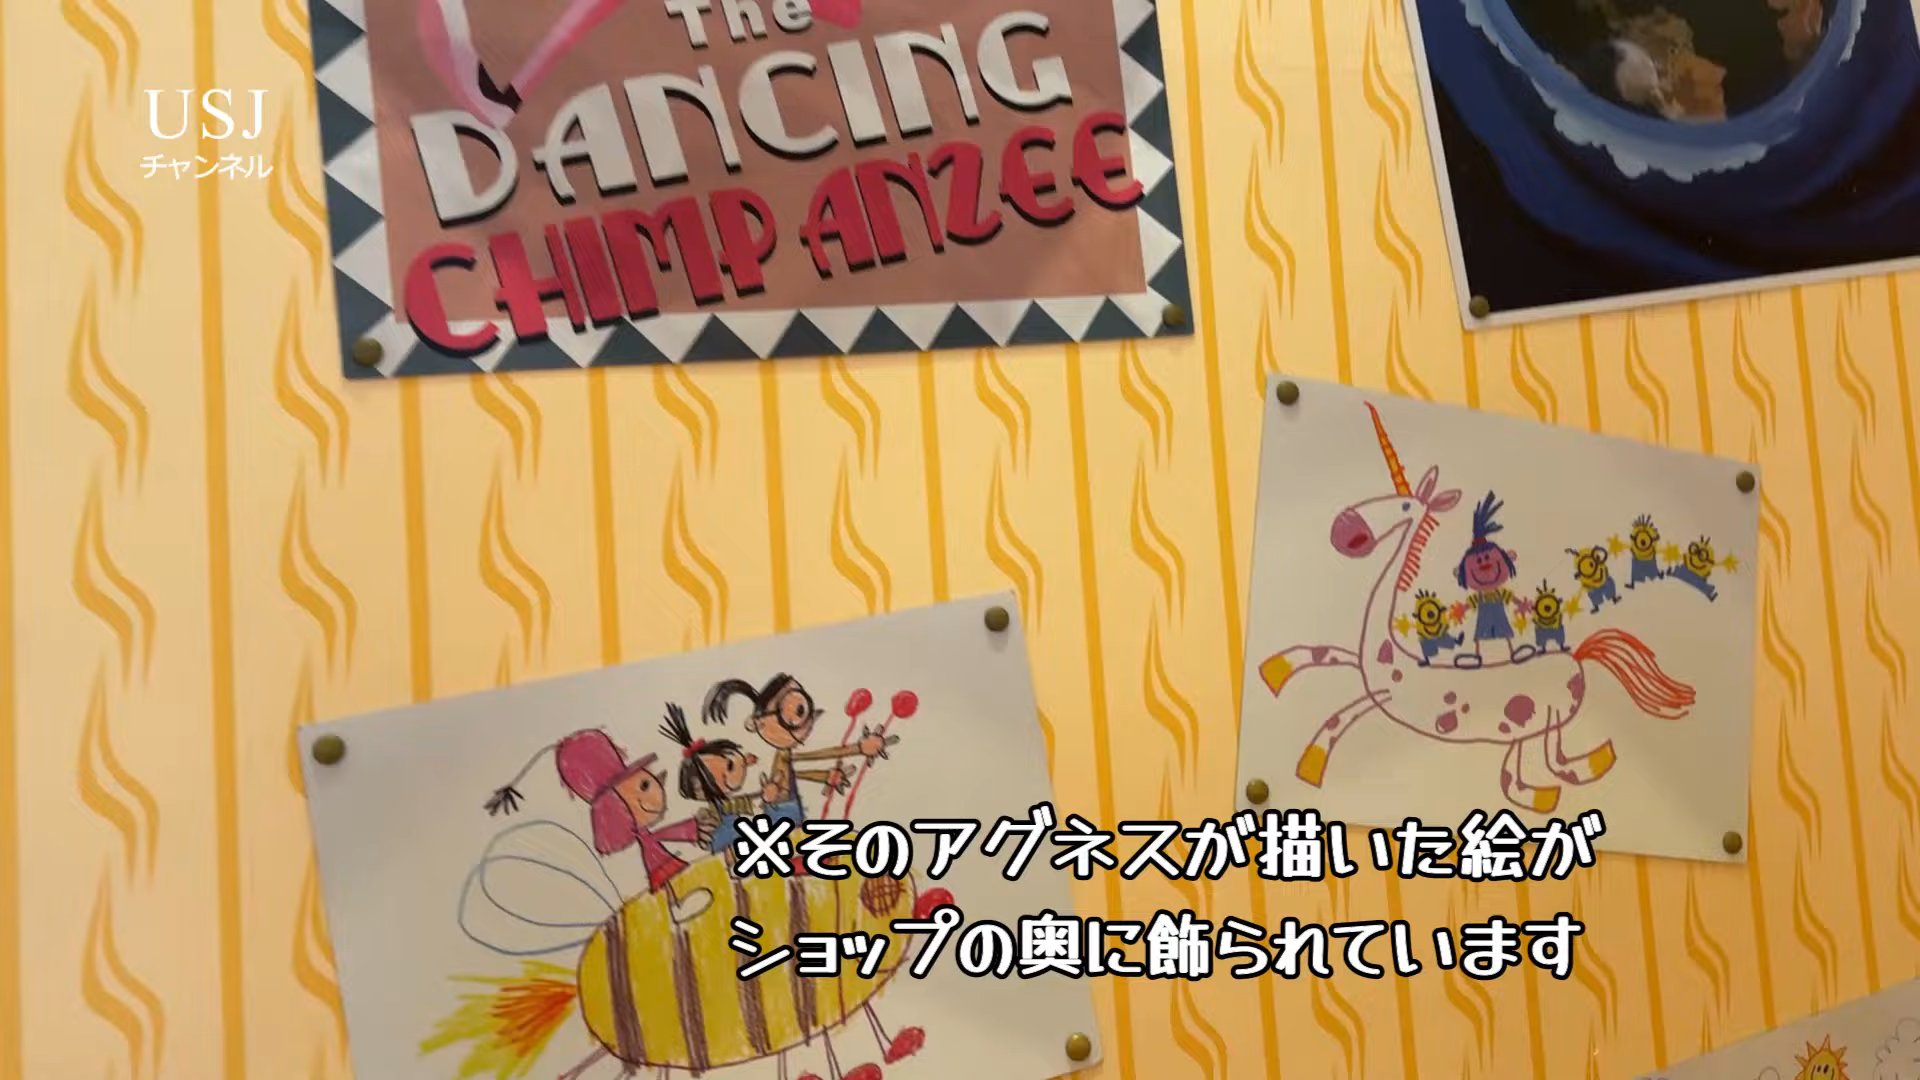 The
DANCING
CHIMPANZEE
USJ
チャンネル
※そのアグネスが描いた絵が
ショップの奥に飾られています